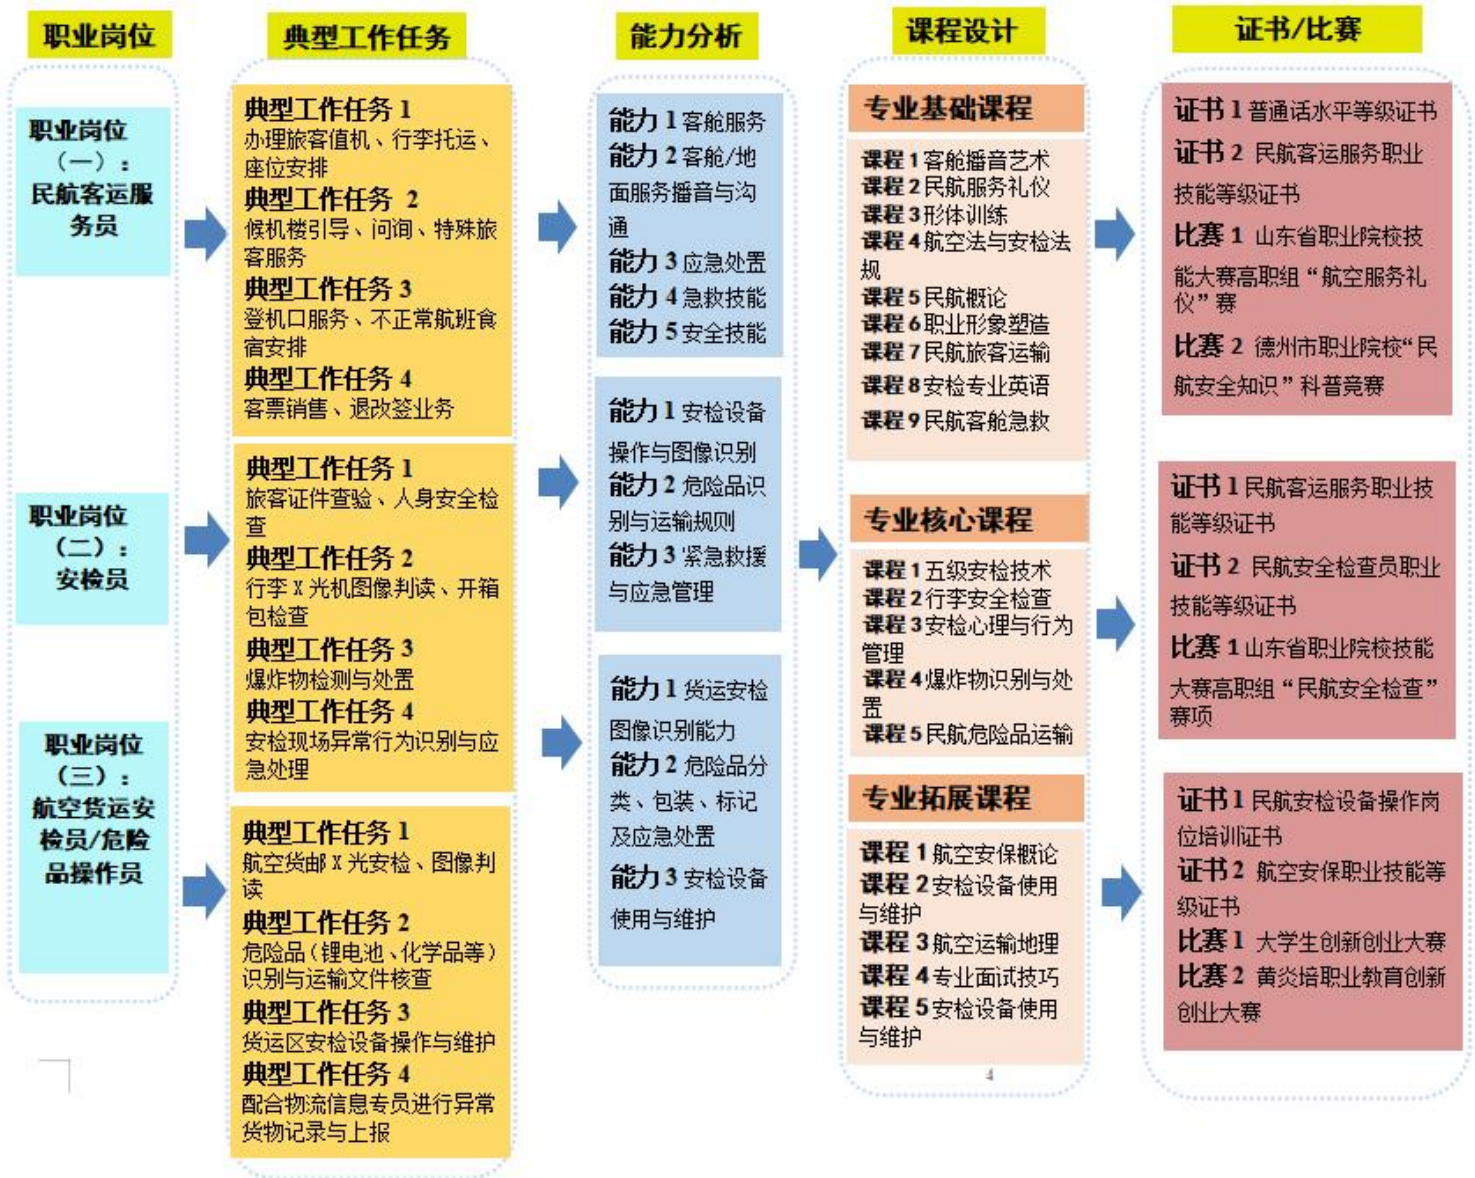 职业岗位
典型工作任务
能力分析
课程设计
证书/比赛
职业岗位
（一）：
民航客运服
务员
职业岗位
（二）：
安检员
职业岗位
（三）：
航空货运安
检员/危险
品操作员
典型工作任务 1
办理旅客值机、行李托运、
座位安排
典型工作任务 2
候机楼引导、问询、特殊旅
客服务
典型工作任务 3
登机口服务、不正常航班食
宿安排
典型工作任务 4
客票销售、退改签业务
典型工作任务 1
旅客证件查验、人身安全检
查
典型工作任务 2
行李 X 光机图像判读、开箱
包检查
典型工作任务 3
爆炸物检测与处置
典型工作任务 4
安检现场异常行为识别与应
急处理
典型工作任务 1
航空货邮 X 光安检、图像判
读
典型工作任务 2
危险品（锂电池、化学品等）
识别与运输文件核查
典型工作任务 3
货运区安检设备操作与维护
典型工作任务 4
配合物流信息专员进行异常
货物记录与上报
能力 1 客舱服务
能力 2 客舱/地
面服务播音与沟
通
能力 3 应急处置
能力 4 急救技能
能力 5 安全技能
能力 1 安检设备
操作与图像识别
能力 2 危险品识
别与运输规则
能力 3 紧急救援
与应急管理
能力 1 货运安检
图像识别能力
能力 2 危险品分
类、包装、标记
及应急处置
能力 3 安检设备
使用与维护
专业基础课程
课程 1 客舱播音艺术
课程 2 民航服务礼仪
课程 3 形体训练
课程 4 航空法与安检法
规
课程 5 民航概论
课程 6 职业形象塑造
课程 7 民航旅客运输
课程 8 安检专业英语
课程 9 民航客舱急救
专业核心课程
课程 1 五级安检技术
课程 2 行李安全检查
课程 3 安检心理与行为
管理
课程 4 爆炸物识别与处
置
课程 5 民航危险品运输
专业拓展课程
课程 1 航空安保概论
课程 2 安检设备使用
与维护
课程 3 航空运输地理
课程 4 专业面试技巧
课程 5 安检设备使用
与维护
4
证书 1 普通话水平等级证书
证书 2 民航客运服务职业
技能等级证书
比赛 1 山东省职业院校技
能大赛高职组“航空服务礼
仪”赛
比赛 2 德州市职业院校“民
航安全知识”科普竞赛
证书 1 民航客运服务职业技
能等级证书
证书 2 民航安全检查员职业
技能等级证书
比赛 1 山东省职业院校技能
大赛高职组“民航安全检查”
赛项
证书 1 民航安检设备操作岗
位培训证书
证书 2 航空安保职业技能等
级证书
比赛 1 大学生创新创业大赛
比赛 2 黄炎培职业教育创新
创业大赛